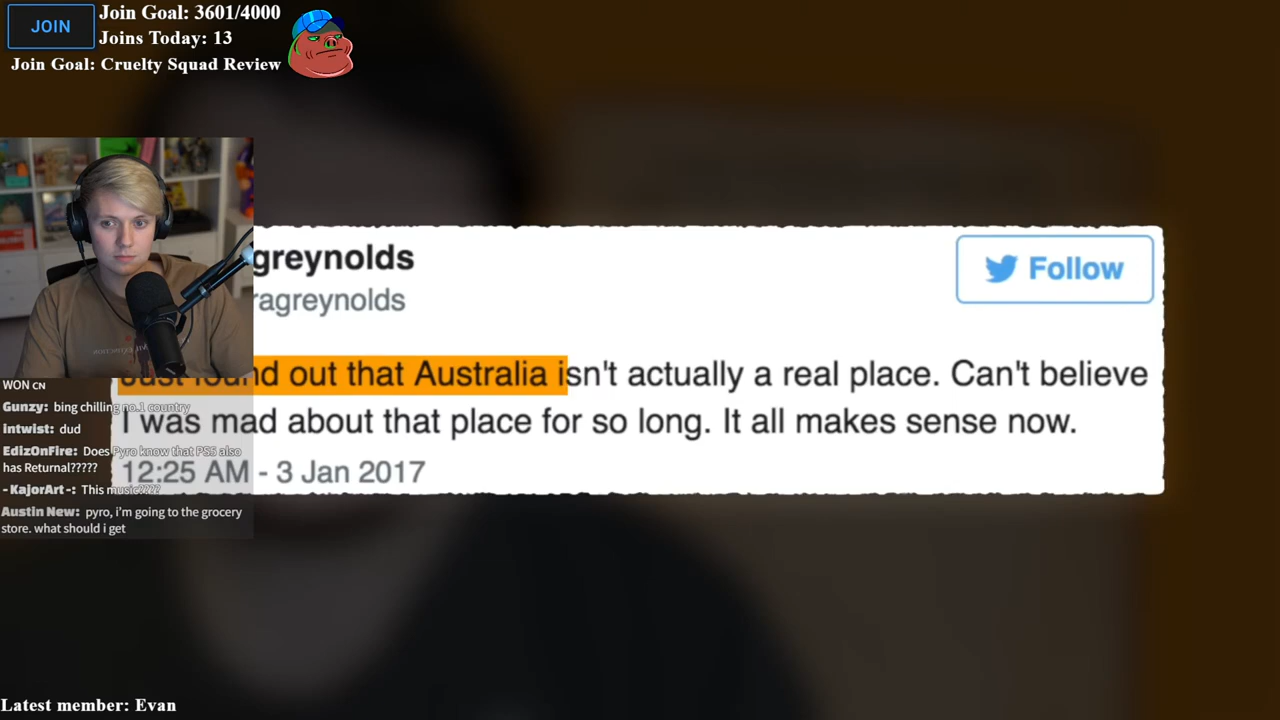 JOIN
Join Goal: 3601/4000
Joins Today: 13
Join Goal: Cruelty Squad Review
greynolds
ragreynolds
Follow
Just found out that Australia isn't actually a real place. Can't believe
I was mad about that place for so long. It all makes sense now.
12:25 AM - 3 Jan 2017
WON CN
Gunzy: bing chilling no.1 country
intwist: dud
EdizOnFire: Does Pyro know that PS5 also
has Returnal?????
- KajorArt -: This music????
Austin New: pyro, i'm going to the grocery
store. what should i get
Latest member: Evan